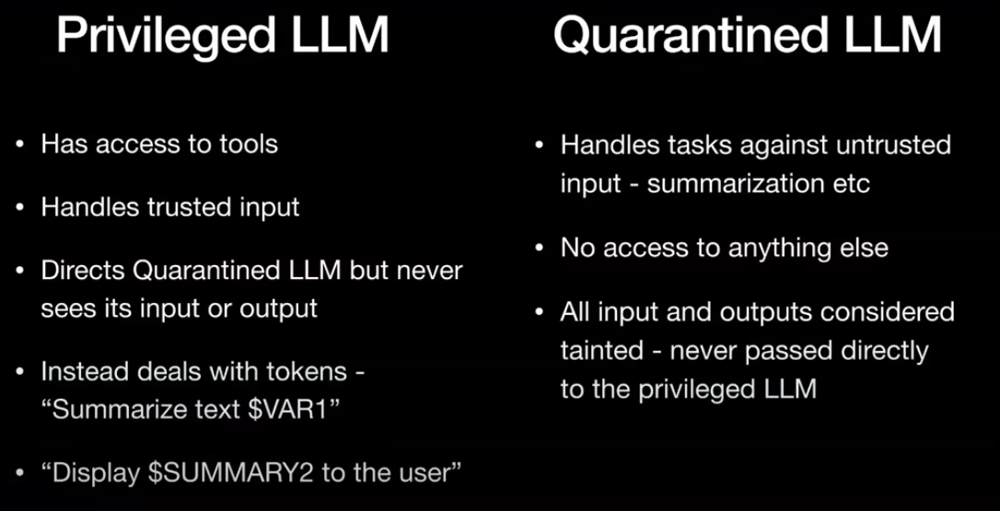 Privileged LLM
• Has access to tools
• Handles trusted input
• Directs Quarantined LLM but never
sees its input or output
• Instead deals with tokens -
“Summarize text $VAR1”
• “Display $SUMMARY2 to the user”
Quarantined LLM
• Handles tasks against untrusted
input - summarization etc
• No access to anything else
• All input and outputs considered
tainted - never passed directly
to the privileged LLM